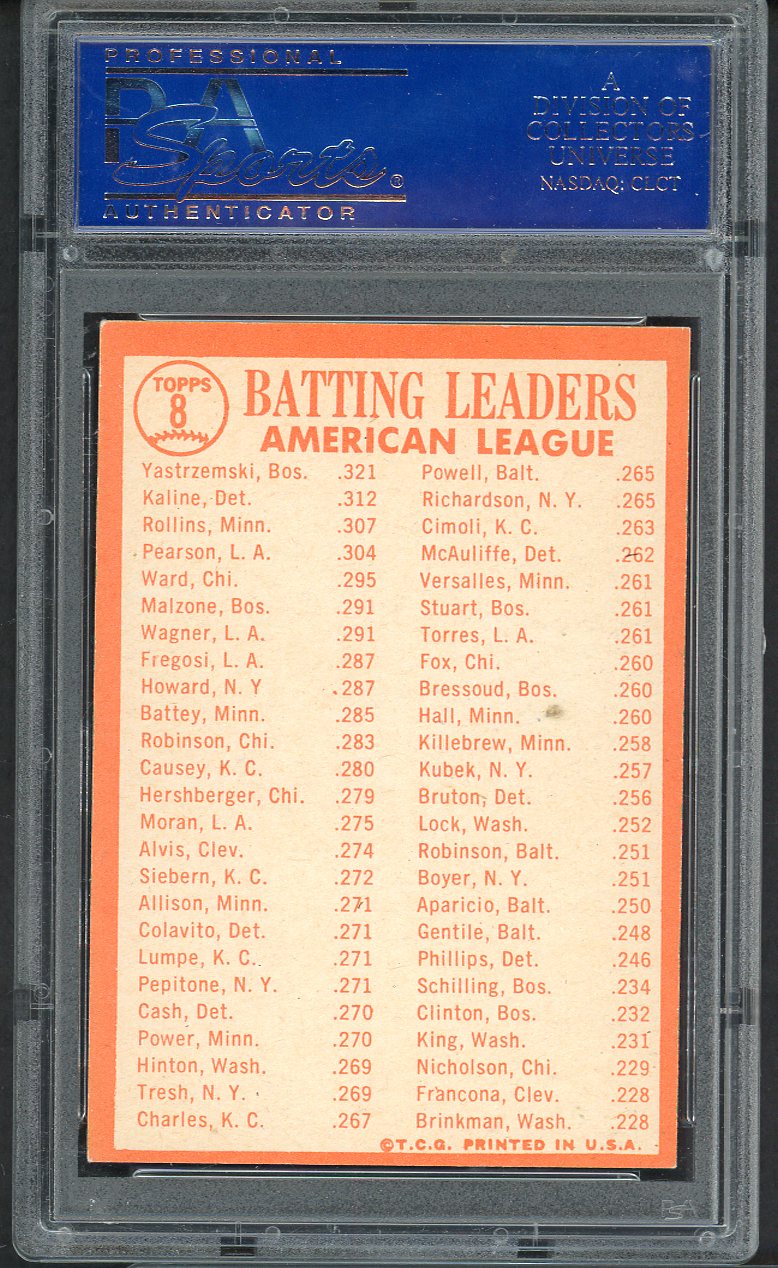 PROFESSIONAL
PSA
Sports®
AUTHENTICATOR
A
DIVISION OF
COLLECTORS
UNIVERSE
NASDAQ: CLCT
TOPPS
8
BATTING LEADERS
AMERICAN LEAGUE
Yastrzemski, Bos. .321
Kaline, Det. .312
Rollins, Minn. .307
Pearson, L. A. .304
Ward, Chi. .295
Malzone, Bos. .291
Wagner, L. A. .291
Fregosi, L. A. .287
Howard, N. Y .287
Battey, Minn. .285
Robinson, Chi. .283
Causey, K. C. .280
Hershberger, Chi. .279
Moran, L. A. .275
Alvis, Clev. .274
Siebern, K. C. .272
Allison, Minn. .271
Colavito, Det. .271
Lumpe, K. C. .271
Pepitone, N. Y. .271
Cash, Det. .270
Power, Minn. .270
Hinton, Wash. .269
Tresh, N. Y. .269
Charles, K. C. .267
Powell, Balt. .265
Richardson, N. Y. .265
Cimoli, K. C. .263
McAuliffe, Det. .262
Versalles, Minn. .261
Stuart, Bos. .261
Torres, L. A. .261
Fox, Chi. .260
Bressoud, Bos. .260
Hall, Minn. .260
Killebrew, Minn. .258
Kubek, N. Y. .257
Bruton, Det. .256
Lock, Wash. .252
Robinson, Balt. .251
Boyer, N. Y. .251
Aparicio, Balt. .250
Gentile, Balt. .248
Phillips, Det. .246
Schilling, Bos. .234
Clinton, Bos. .232
King, Wash. .231
Nicholson, Chi. .229
Francona, Clev. .228
Brinkman, Wash. .228
©T.C.G. PRINTED IN U.S.A.
PSA